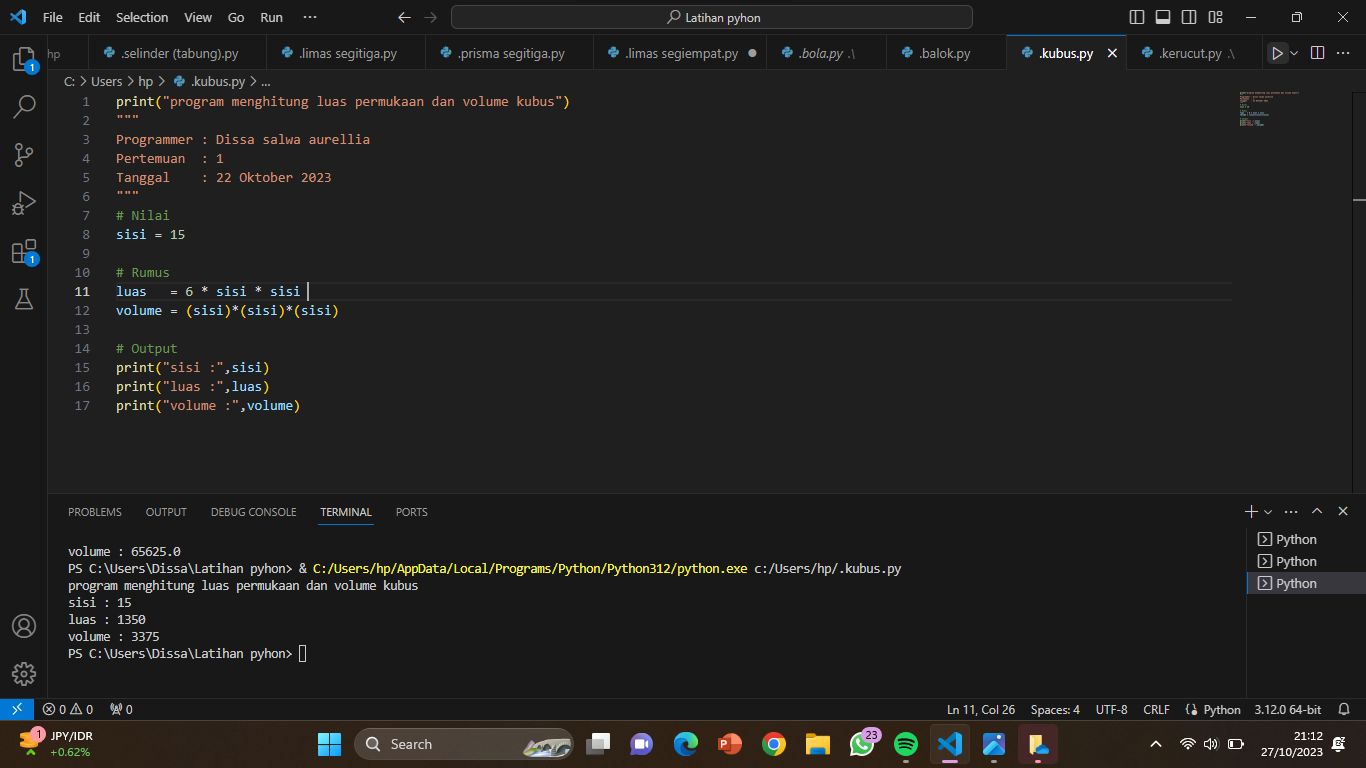 File Edit Selection View Go Run ··· Latihan pyhon
hp .selinder (tabung).py .limas segitiga.py .prisma segitiga.py .limas segiempat.py .bola.py .\ .balok.py .kubus.py .kerucut.py .\
C: > Users > hp > .kubus.py > ...
1 print("program menghitung luas permukaan dan volume kubus")
2 """
3 Programmer : Dissa salwa aurellia
4 Pertemuan  : 1
5 Tanggal    : 22 Oktober 2023
6 """
7 # Nilai
8 sisi = 15
9
10 # Rumus
11 luas   = 6 * sisi * sisi
12 volume = (sisi)*(sisi)*(sisi)
13
14 # Output
15 print("sisi :",sisi)
16 print("luas :",luas)
17 print("volume :",volume)
PROBLEMS OUTPUT DEBUG CONSOLE TERMINAL PORTS
volume : 65625.0
PS C:\Users\Dissa\Latihan pyhon> & C:/Users/hp/AppData/Local/Programs/Python/Python312/python.exe c:/Users/hp/.kubus.py
program menghitung luas permukaan dan volume kubus
sisi : 15
luas : 1350
volume : 3375
PS C:\Users\Dissa\Latihan pyhon>
Python
Python
Python
1
1
0 0 0 Ln 11, Col 26 Spaces: 4 UTF-8 CRLF Python 3.12.0 64-bit
1 JPY/IDR
+0.62%
Search
23
21:12
27/10/2023